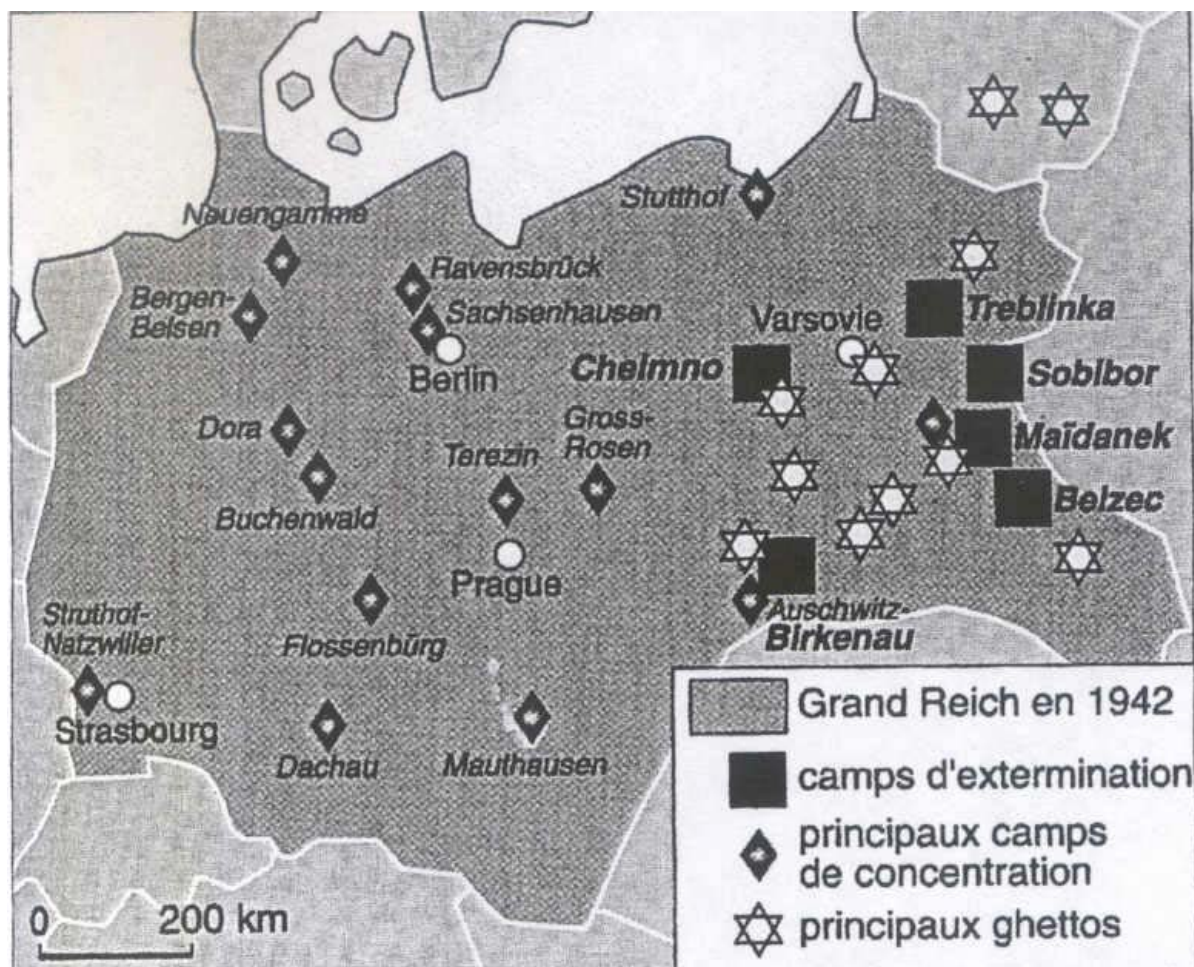 Neuengamme
Stutthof
Bergen-
Belsen
Ravensbrück
Sachsenhausen
Berlin
Varsovie
Treblinka
Chelmno
Sobibor
Dora
Gross-
Rosen
Terezin
Maïdanek
Buchenwald
Belzec
Prague
Struthof-
Natzwiller
Flossenbürg
Auschwitz-
Birkenau
Strasbourg
Dachau
Mauthausen
Grand Reich en 1942
camps d'extermination
principaux camps
de concentration
principaux ghettos
0 200 km